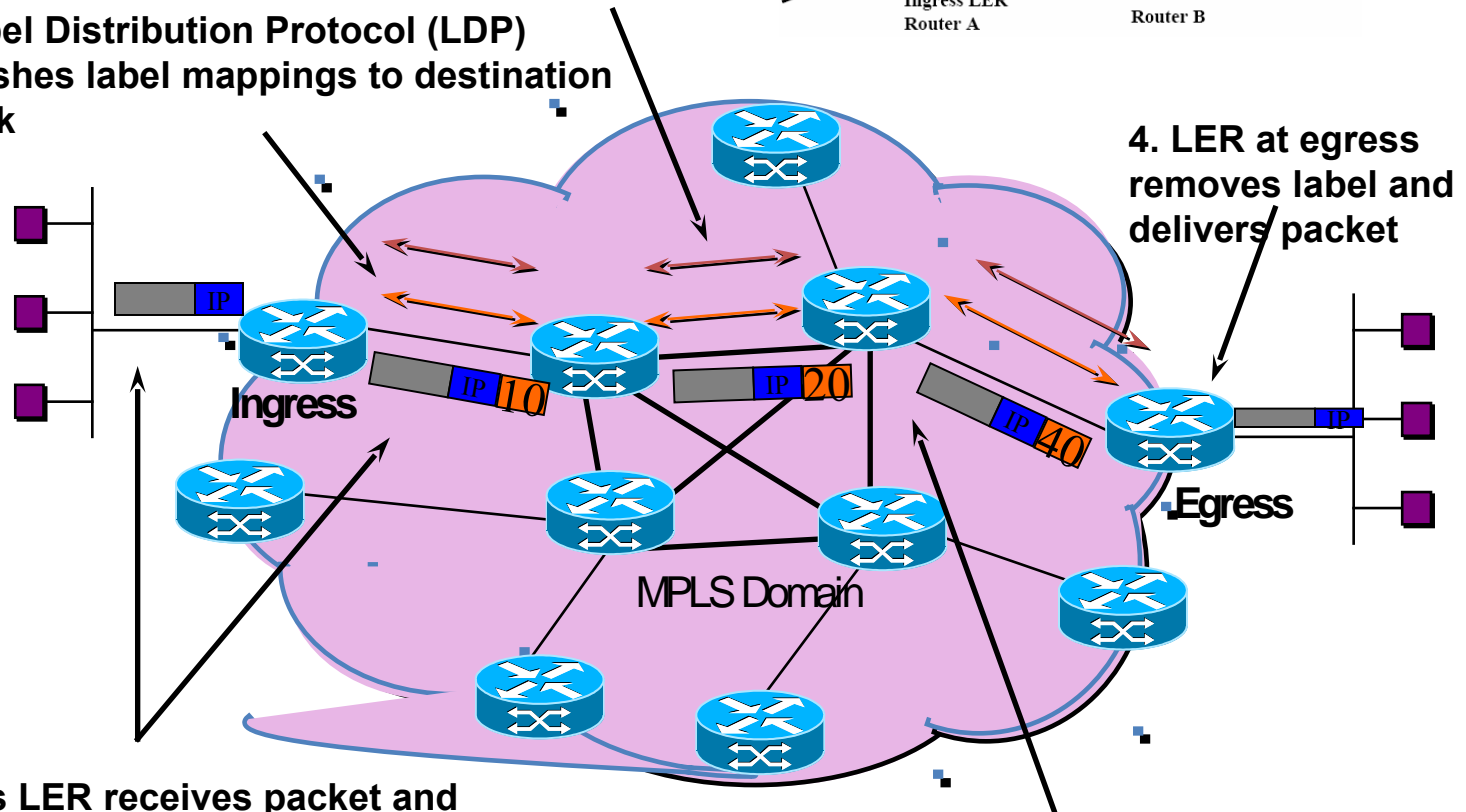 Ingress LER
Router A
Router B
el Distribution Protocol (LDP)
shes label mappings to destination
k
4. LER at egress
removes label and
delivers packet
IP
Ingress
IP 10
IP 20
IP 40
IP
Egress
MPLS Domain
s LER receives packet and